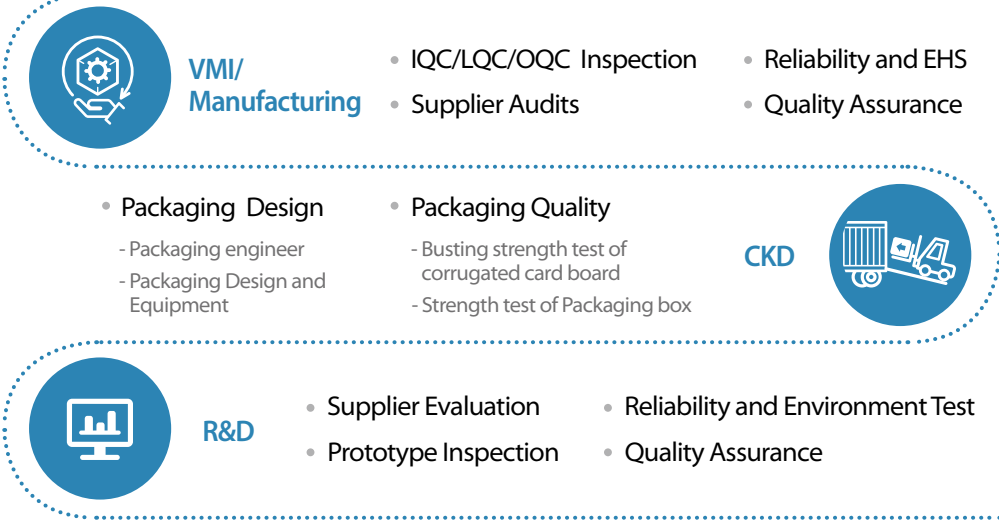 VMI/
Manufacturing
• IQC/LQC/OQC Inspection
• Supplier Audits
• Reliability and EHS
• Quality Assurance
• Packaging Design
- Packaging engineer
- Packaging Design and
Equipment
• Packaging Quality
- Busting strength test of
corrugated card board
- Strength test of Packaging box
CKD
R&D
• Supplier Evaluation
• Prototype Inspection
• Reliability and Environment Test
• Quality Assurance